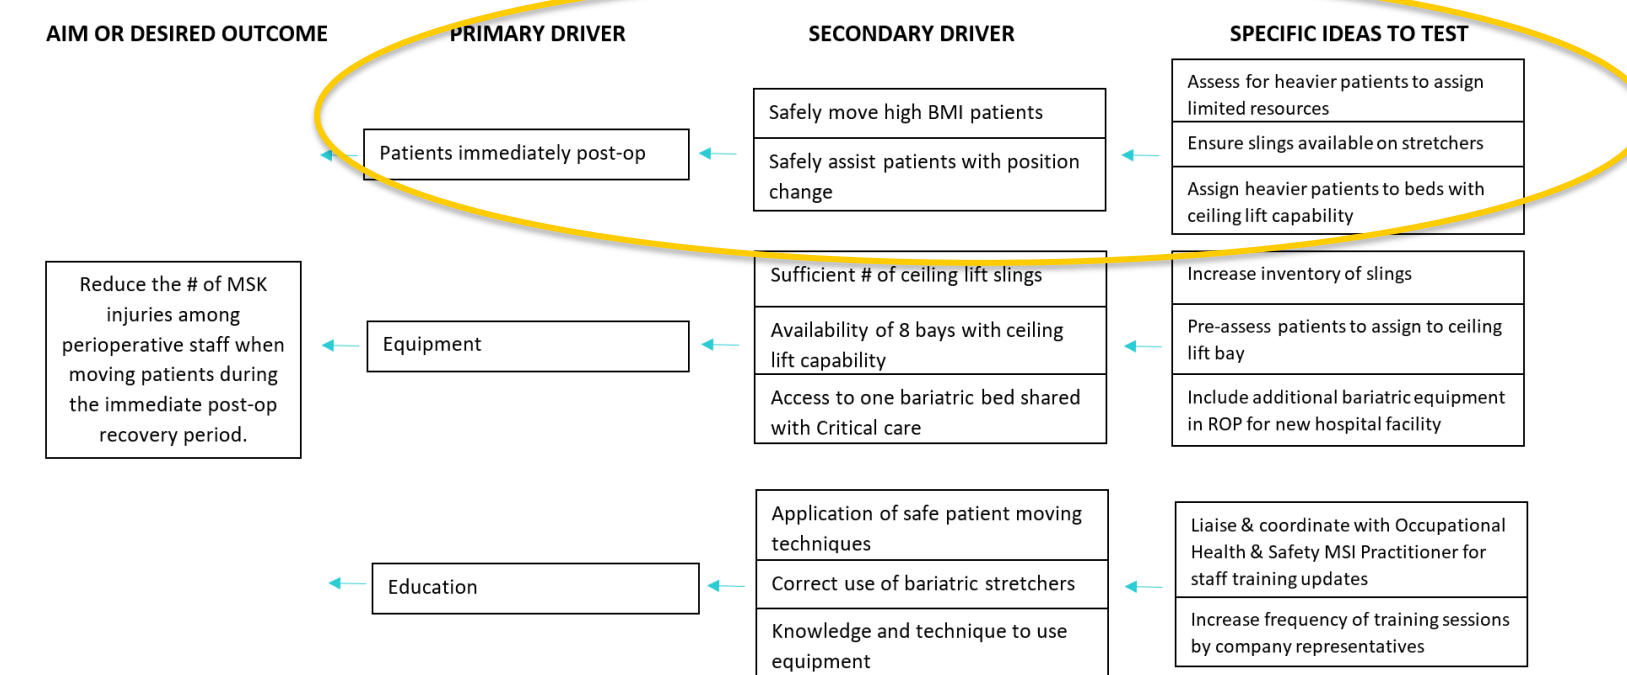 AIM OR DESIRED OUTCOME
PRIMARY DRIVER
SECONDARY DRIVER
SPECIFIC IDEAS TO TEST
Patients immediately post-op
Safely move high BMI patients
Safely assist patients with position
change
Assess for heavier patients to assign
limited resources
Ensure slings available on stretchers
Assign heavier patients to beds with
ceiling lift capability
Reduce the # of MSK
injuries among
perioperative staff when
moving patients during
the immediate post-op
recovery period.
Equipment
Sufficient # of ceiling lift slings
Availability of 8 bays with ceiling
lift capability
Access to one bariatric bed shared
with Critical care
Increase inventory of slings
Pre-assess patients to assign to ceiling
lift bay
Include additional bariatric equipment
in ROP for new hospital facility
Education
Application of safe patient moving
techniques
Correct use of bariatric stretchers
Knowledge and technique to use
equipment
Liaise & coordinate with Occupational
Health & Safety MSI Practitioner for
staff training updates
Increase frequency of training sessions
by company representatives